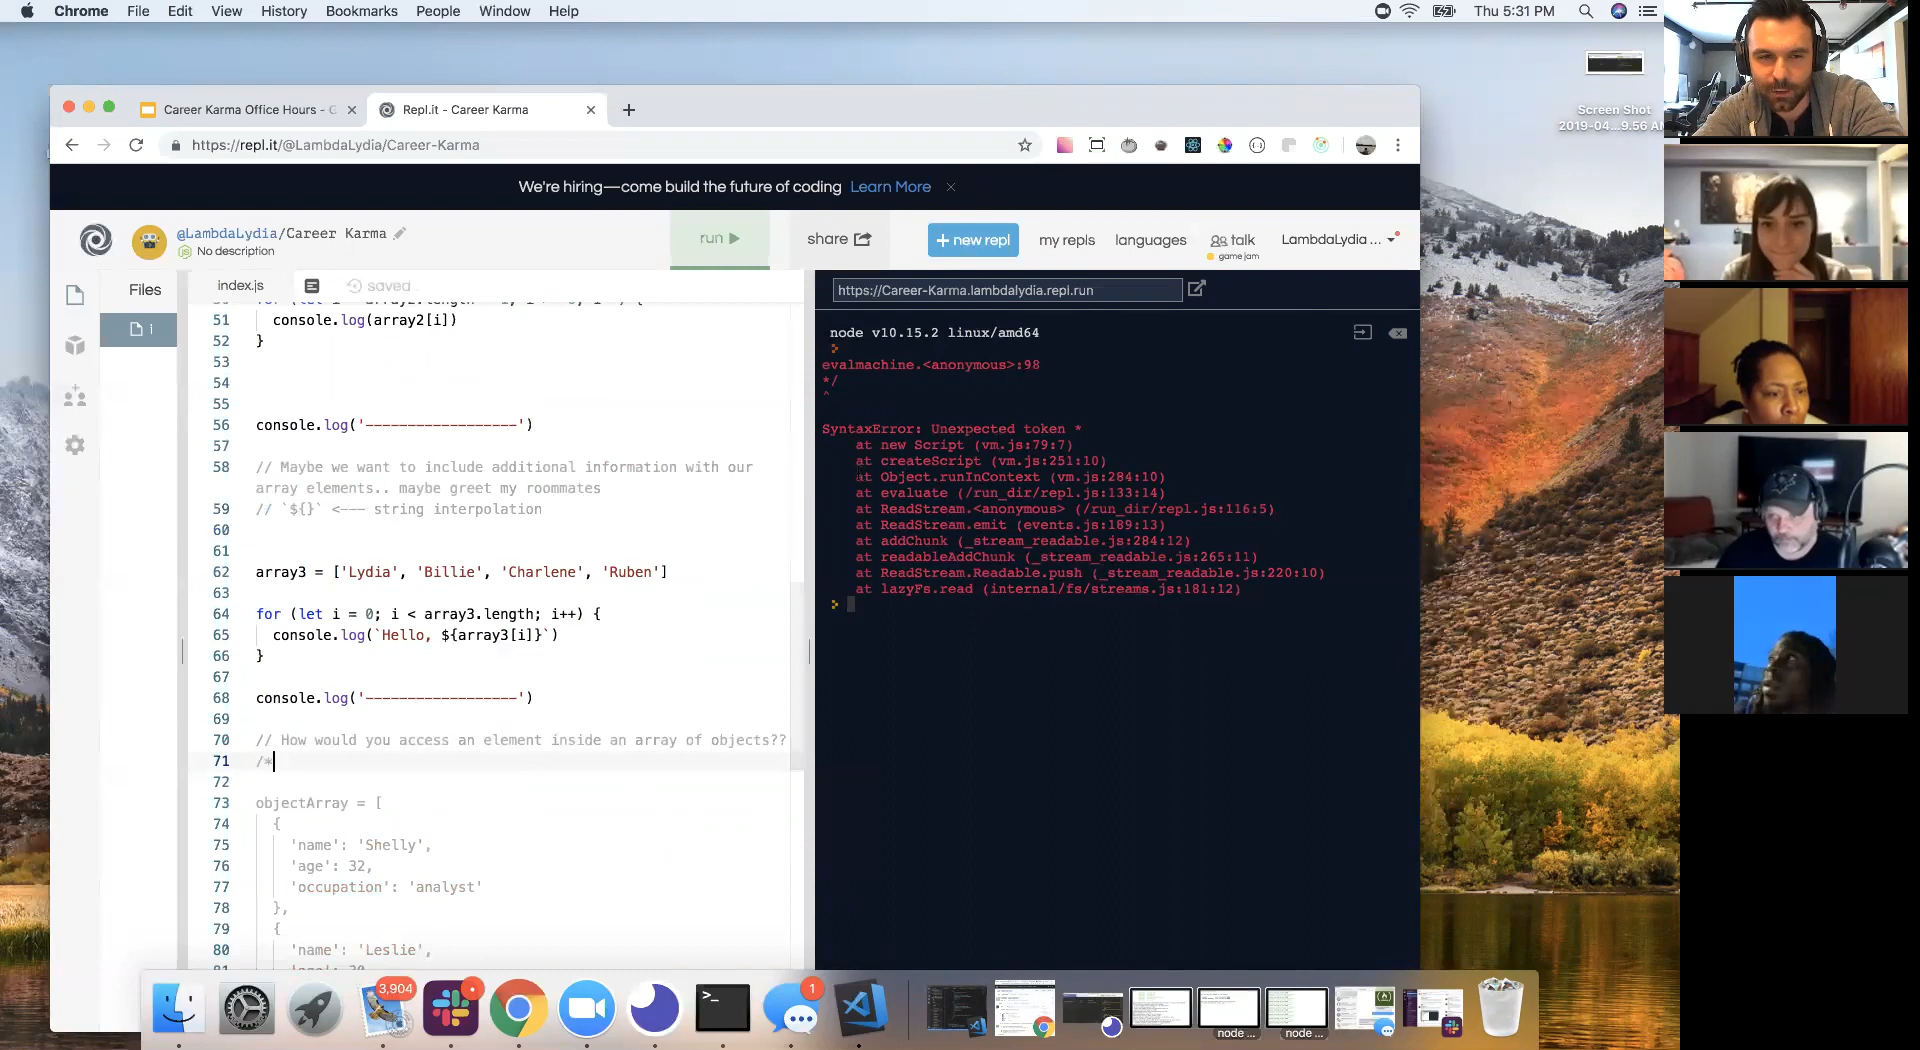 Chrome File Edit View History Bookmarks People Window Help
Thu 5:31 PM
Screen Shot
2019-04...9.56 AM
Career Karma Office Hours - G
Repl.it - Career Karma
https://repl.it/@LambdaLydia/Career-Karma
We're hiring—come build the future of coding Learn More
@LambdaLydia/Career Karma
No description
run
share
+ new repl
my repls
languages
talk
game jam
LambdaLydia ...
Files
i
index.js
saved
https://Career-Karma.lambdalydia.repl.run
51 console.log(array2[i])
52 }
53
54
55
56 console.log('------------------')
57
58 // Maybe we want to include additional information with our
array elements.. maybe greet my roommates
59 // `${}` <--- string interpolation
60
61
62 array3 = ['Lydia', 'Billie', 'Charlene', 'Ruben']
63
64 for (let i = 0; i < array3.length; i++) {
65 console.log(`Hello, ${array3[i]}`)
66 }
67
68 console.log('------------------')
69
70 // How would you access an element inside an array of objects??
71 /*
72
73 objectArray = [
74 {
75 'name': 'Shelly',
76 'age': 32,
77 'occupation': 'analyst'
78 },
79 {
80 'name': 'Leslie',
node v10.15.2 linux/amd64
evalmachine.<anonymous>:98
*/
^
SyntaxError: Unexpected token *
at new Script (vm.js:79:7)
at createScript (vm.js:251:10)
at Object.runInContext (vm.js:284:10)
at evaluate (/run_dir/repl.js:133:14)
at ReadStream.<anonymous> (/run_dir/repl.js:116:5)
at ReadStream.emit (events.js:189:13)
at addChunk (_stream_readable.js:284:12)
at readableAddChunk (_stream_readable.js:265:11)
at ReadStream.Readable.push (_stream_readable.js:220:10)
at lazyFs.read (internal/fs/streams.js:181:12)
3,904
>_
1
node ...
node ...